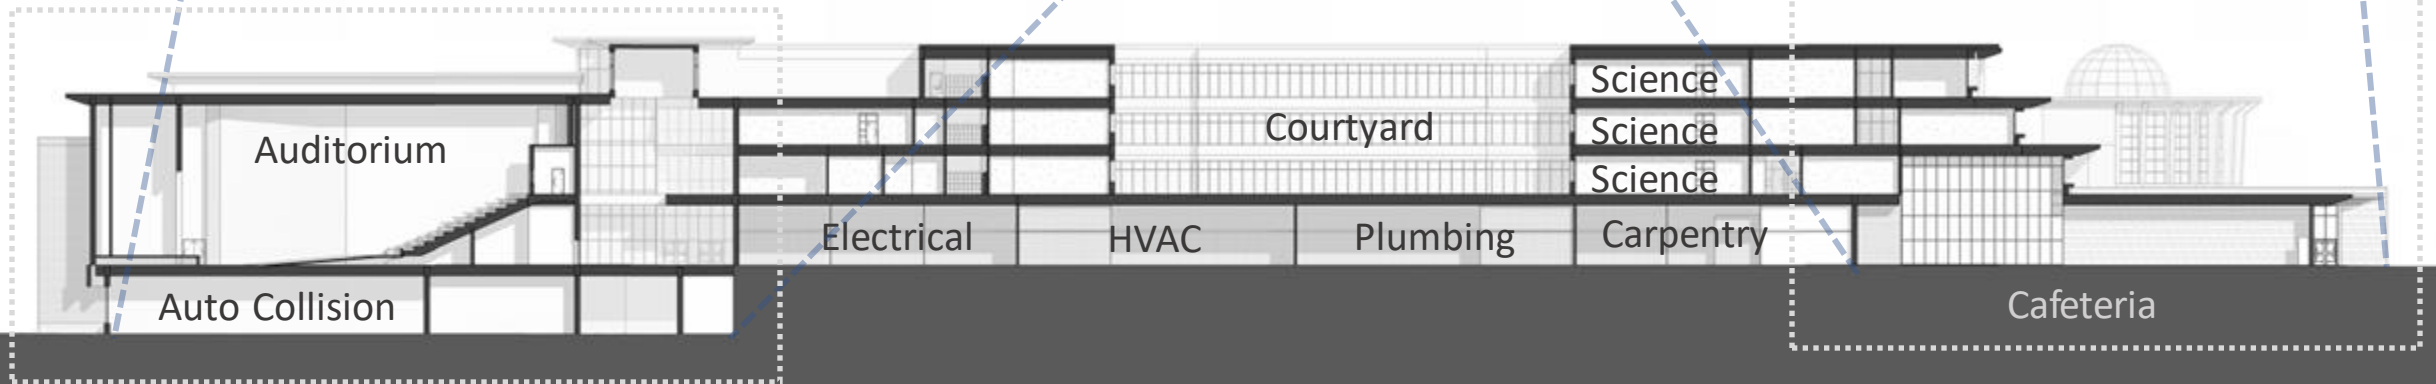 Auditorium
Auto Collision
Electrical
HVAC
Plumbing
Carpentry
Courtyard
Science
Science
Science
Cafeteria